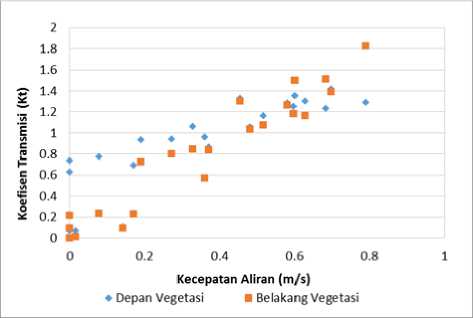 2
1.8
1.6
1.4
1.2
1
0.8
0.6
0.4
0.2
0
Koefisen Transmisi (Kt)
0 0.2 0.4 0.6 0.8 1
Kecepatan Aliran (m/s)
Depan Vegetasi Belakang Vegetasi